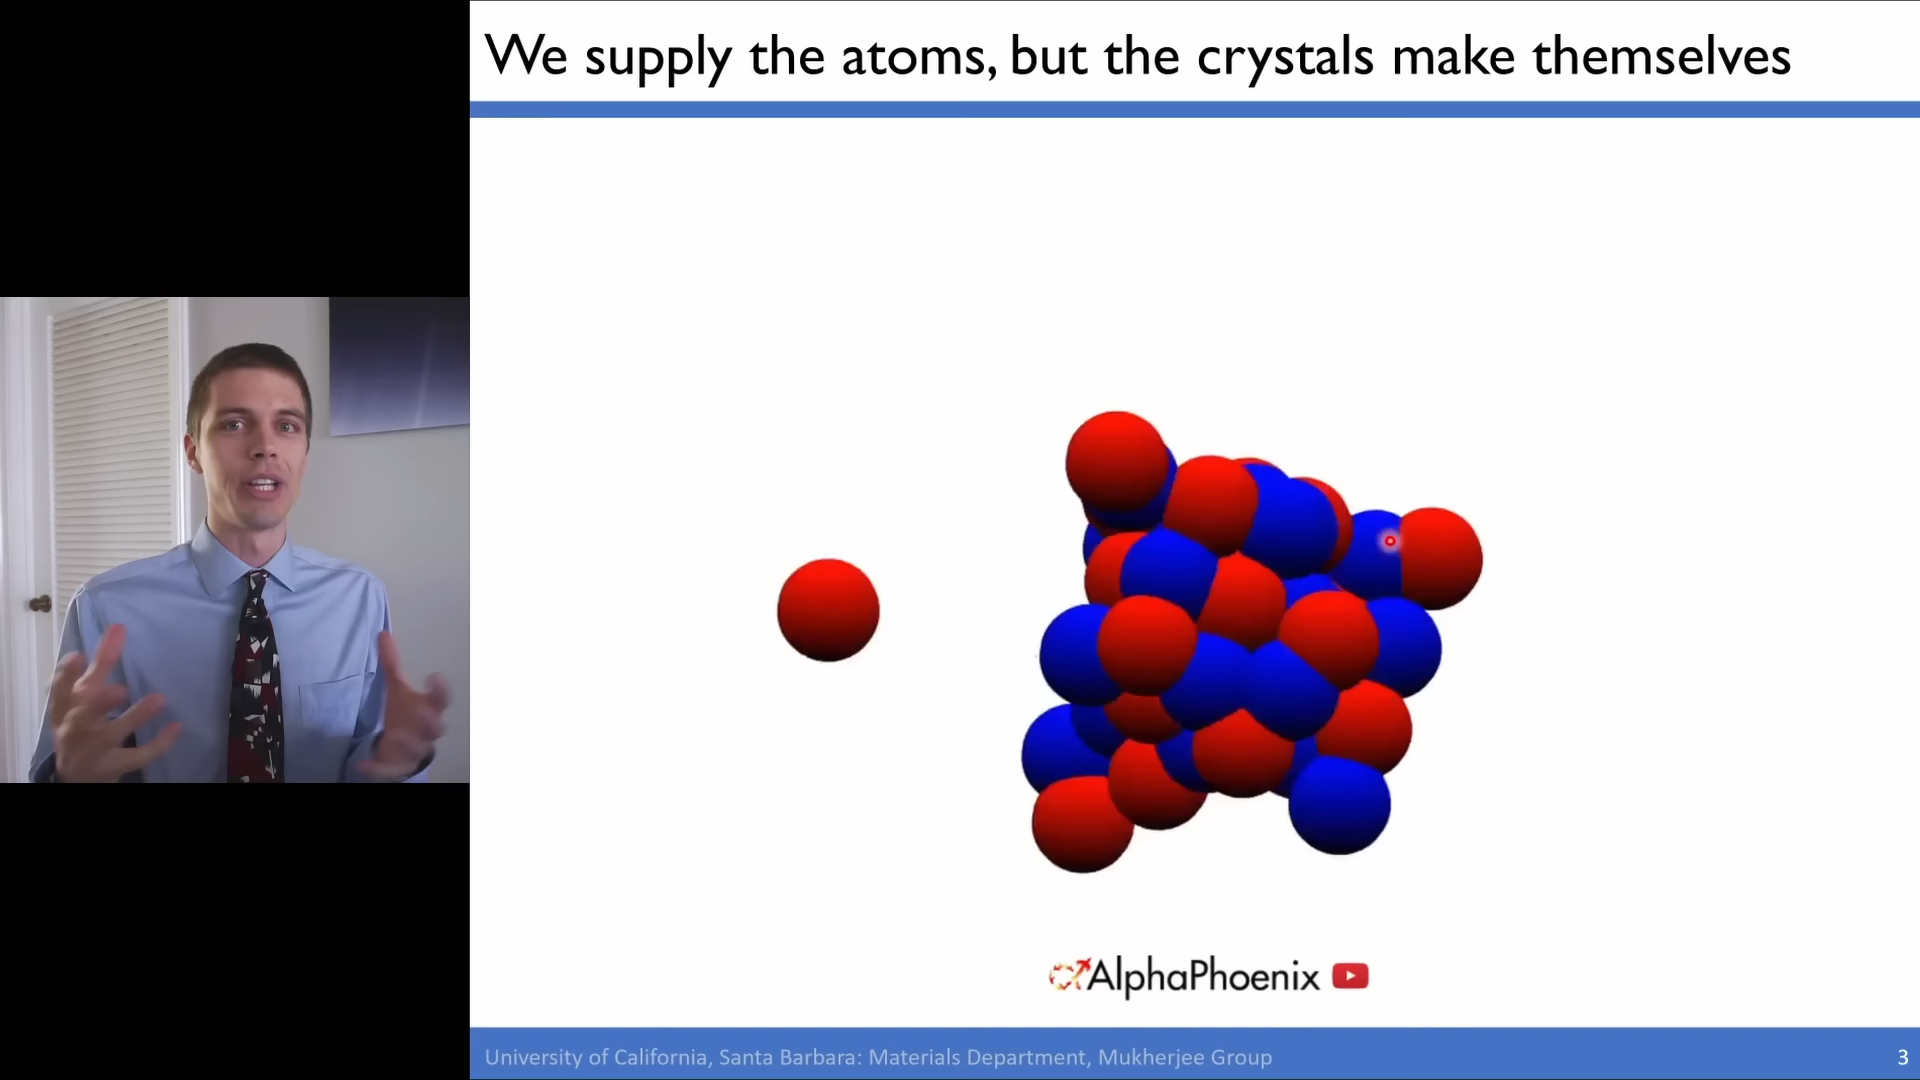 We supply the atoms, but the crystals make themselves
AlphaPhoenix
University of California, Santa Barbara: Materials Department, Mukherjee Group
3